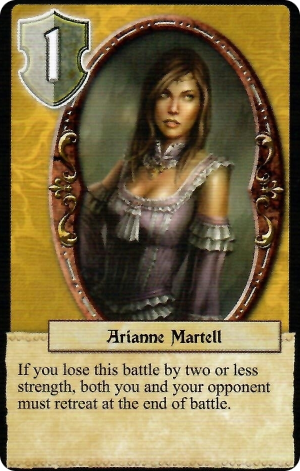 1
Arianne Martell
If you lose this battle by two or less
strength, both you and your opponent
must retreat at the end of battle.